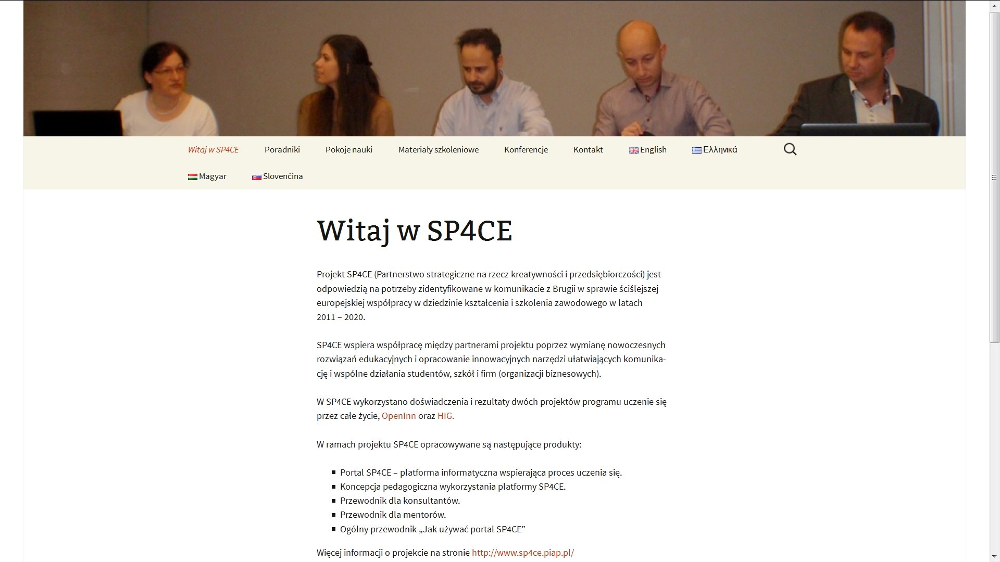 Witaj w SP4CE
Poradniki
Pokoje nauki
Materiały szkoleniowe
Konferencje
Kontakt
English
Ελληνικά
Magyar
Slovenčina
Witaj w SP4CE
Projekt SP4CE (Partnerstwo strategiczne na rzecz kreatywności i przedsiębiorczości) jest
odpowiedzią na potrzeby zidentyfikowane w komunikacie z Brugii w sprawie ściślejszej
europejskiej współpracy w dziedzinie kształcenia i szkolenia zawodowego w latach
2011 – 2020.
SP4CE wspiera współpracę między partnerami projektu poprzez wymianę nowoczesnych
rozwiązań edukacyjnych i opracowanie innowacyjnych narzędzi ułatwiających komunika-
cję i wspólne działania studentów, szkół i firm (organizacji biznesowych).
W SP4CE wykorzystano doświadczenia i rezultaty dwóch projektów programu uczenie się
przez całe życie, OpenInn oraz HIG.
W ramach projektu SP4CE opracowywane są następujące produkty:
Portal SP4CE – platforma informatyczna wspierająca proces uczenia się.
Koncepcja pedagogiczna wykorzystania platformy SP4CE.
Przewodnik dla konsultantów.
Przewodnik dla mentorów.
Ogólny przewodnik „Jak używać portal SP4CE”
Więcej informacji o projekcie na stronie http://www.sp4ce.piap.pl/